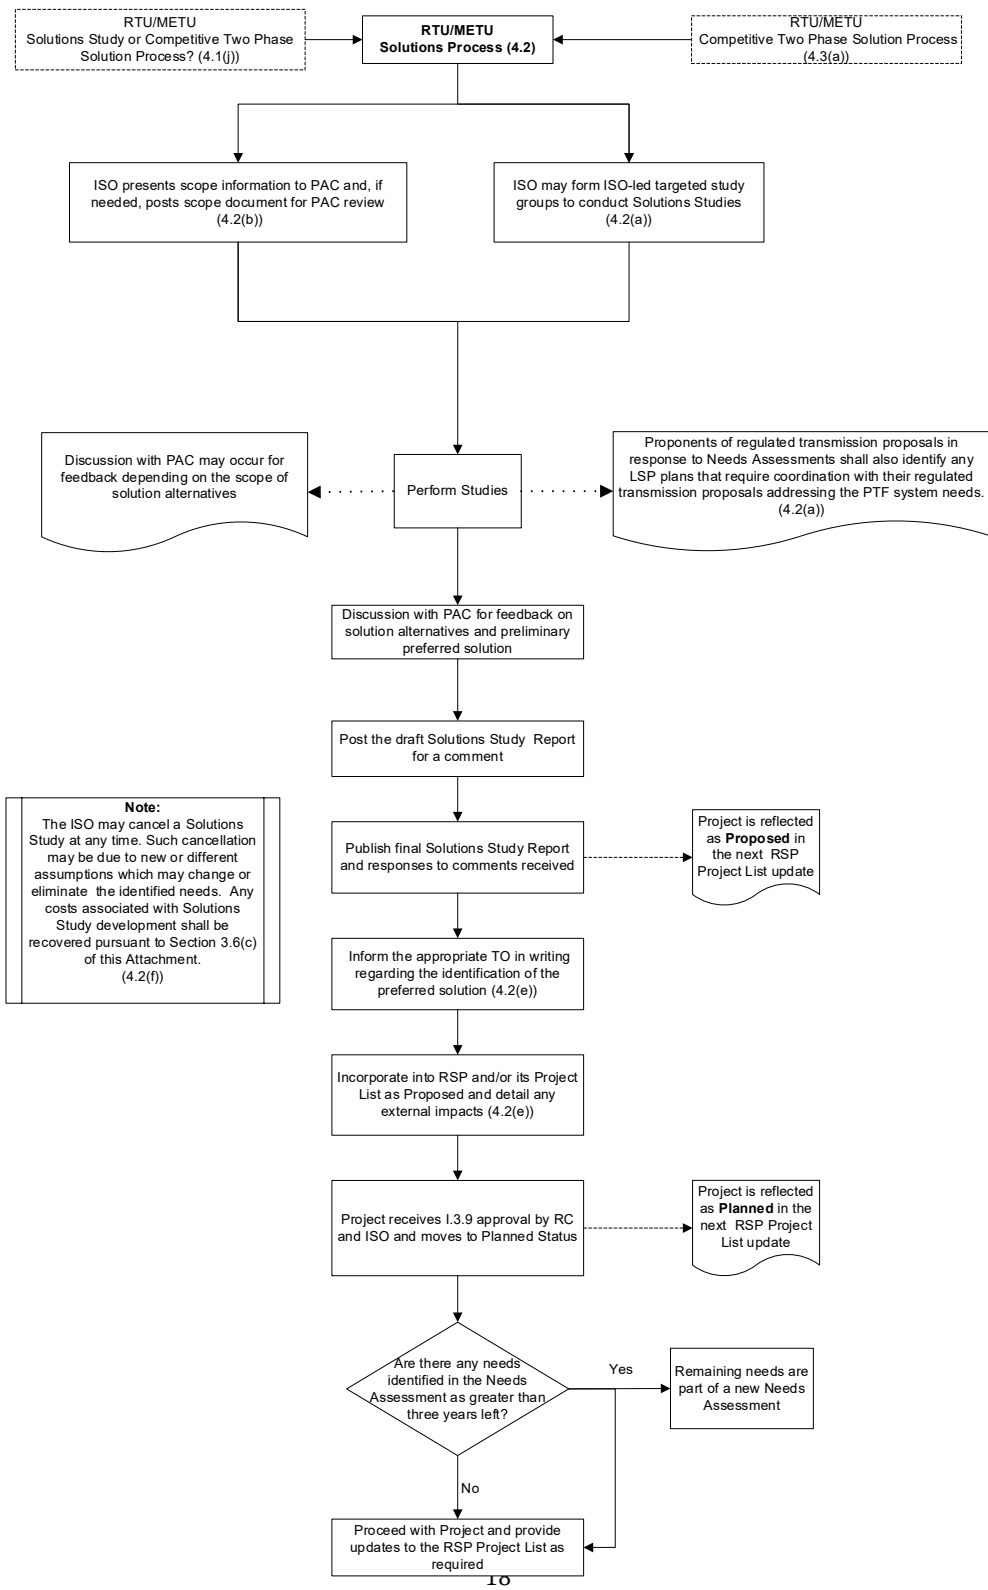 RTU/METU
Solutions Study or Competitive Two Phase
Solution Process? (4.1(j))
RTU/METU
Solutions Process (4.2)
RTU/METU
Competitive Two Phase Solution Process
(4.3(a))
ISO presents scope information to PAC and, if
needed, posts scope document for PAC review
(4.2(b))
ISO may form ISO-led targeted study
groups to conduct Solutions Studies
(4.2(a))
Discussion with PAC may occur for
feedback depending on the scope of
solution alternatives
Perform Studies
Proponents of regulated transmission proposals in
response to Needs Assessments shall also identify any
LSP plans that require coordination with their regulated
transmission proposals addressing the PTF system needs.
(4.2(a))
Discussion with PAC for feedback on
solution alternatives and preliminary
preferred solution
Post the draft Solutions Study Report
for a comment
Note:
The ISO may cancel a Solutions
Study at any time. Such cancellation
may be due to new or different
assumptions which may change or
eliminate the identified needs. Any
costs associated with Solutions
Study development shall be
recovered pursuant to Section 3.6(c)
of this Attachment.
(4.2(f))
Publish final Solutions Study Report
and responses to comments received
Project is reflected
as Proposed in
the next RSP
Project List update
Inform the appropriate TO in writing
regarding the identification of the
preferred solution (4.2(e))
Incorporate into RSP and/or its Project
List as Proposed and detail any
external impacts (4.2(e))
Project receives I.3.9 approval by RC
and ISO and moves to Planned Status
Project is reflected
as Planned in the
next RSP Project
List update
Are there any needs
identified in the Needs
Assessment as greater than
three years left?
Yes
Remaining needs are
part of a new Needs
Assessment
No
Proceed with Project and provide
updates to the RSP Project List as
required
18